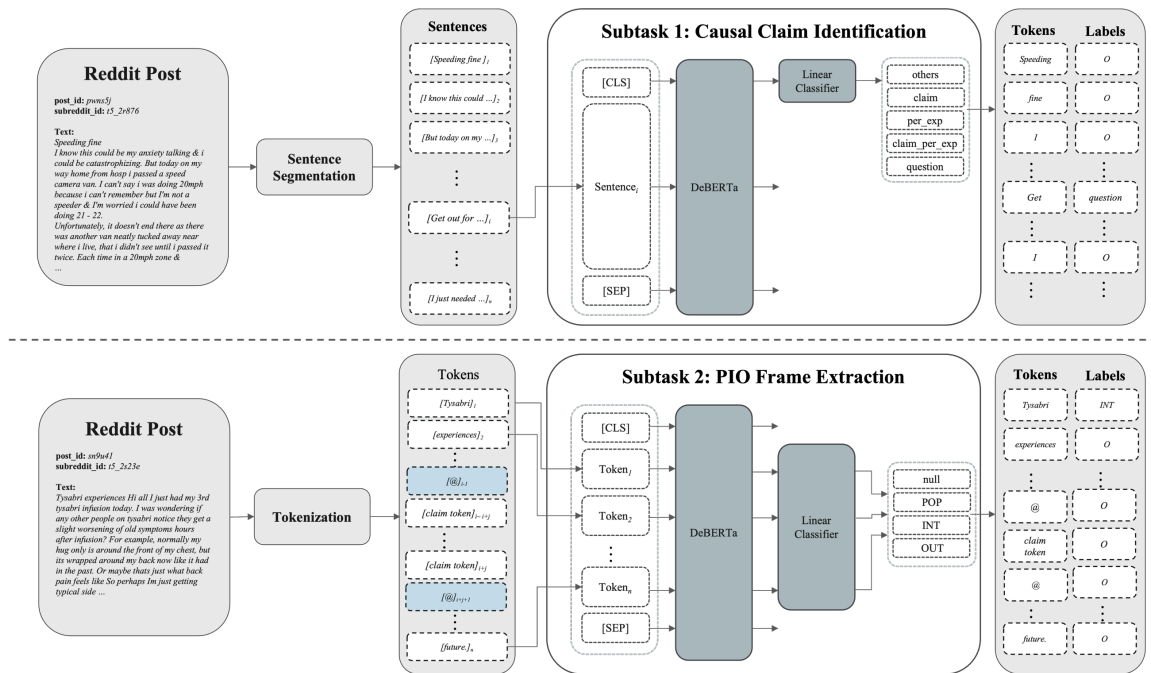 Sentences
Subtask 1: Causal Claim Identification
Tokens Labels
Reddit Post
post_id: pwns5j
subreddit_id: t5_2r876
Text:
Speeding fine
I know this could be my anxiety talking & i
could be catastrophizing. But today on my
way home from hosp i passed a speed
camera van. I can't say i was doing 20mph
because i can't remember but I'm not a
speeder & I'm worried i could have been
doing 21 - 22.
Unfortunately, it doesn't end there as there
was another van neatly tucked away near
where i live, that i didn't see until i passed it
twice. Each time in a 20mph zone &
...
Sentence
Segmentation
[Speeding fine ]1
[I know this could ...]2
[But today on my ...]3
[Get out for ...]i
[I just needed ...]n
[CLS]
Sentencei
[SEP]
DeBERTa
Linear
Classifier
others
claim
per_exp
claim_per_exp
question
Speeding O
fine O
I O
Get question
I O
Tokens
Subtask 2: PIO Frame Extraction
Tokens Labels
Reddit Post
post_id: sn9u41
subreddit_id: t5_2s23e
Text:
Tysabri experiences Hi all I just had my 3rd
tysabri infusion today. I was wondering if
any other people on tysabri notice they get a
slight worsening of old symptoms hours
after infusion? For example, normally my
hug only is around the front of my chest, but
its wrapped around my back now like it had
in the past. Or maybe thats just what back
pain feels like So perhaps Im just getting
typical side ...
Tokenization
[Tysabri]1
[experiences]2
[@]i-1
[claim token]i– i+j
[claim token]i+j
[@]i+j+1
[future.]n
[CLS]
Token1
Token2
Tokenn
[SEP]
DeBERTa
Linear
Classifier
null
POP
INT
OUT
Tysabri INT
experiences O
@ O
claim
token O
@ O
future. O